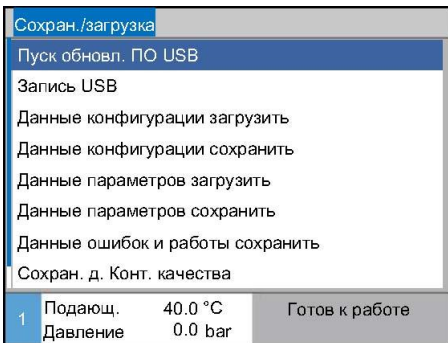 Сохран./загрузка
Пуск обновл. ПО USB
Запись USB
Данные конфигурации загрузить
Данные конфигурации сохранить
Данные параметров загрузить
Данные параметров сохранить
Данные ошибок и работы сохранить
Сохран. д. Конт. качества
1 Подающ. 40.0 °C Готов к работе
Давление 0.0 bar